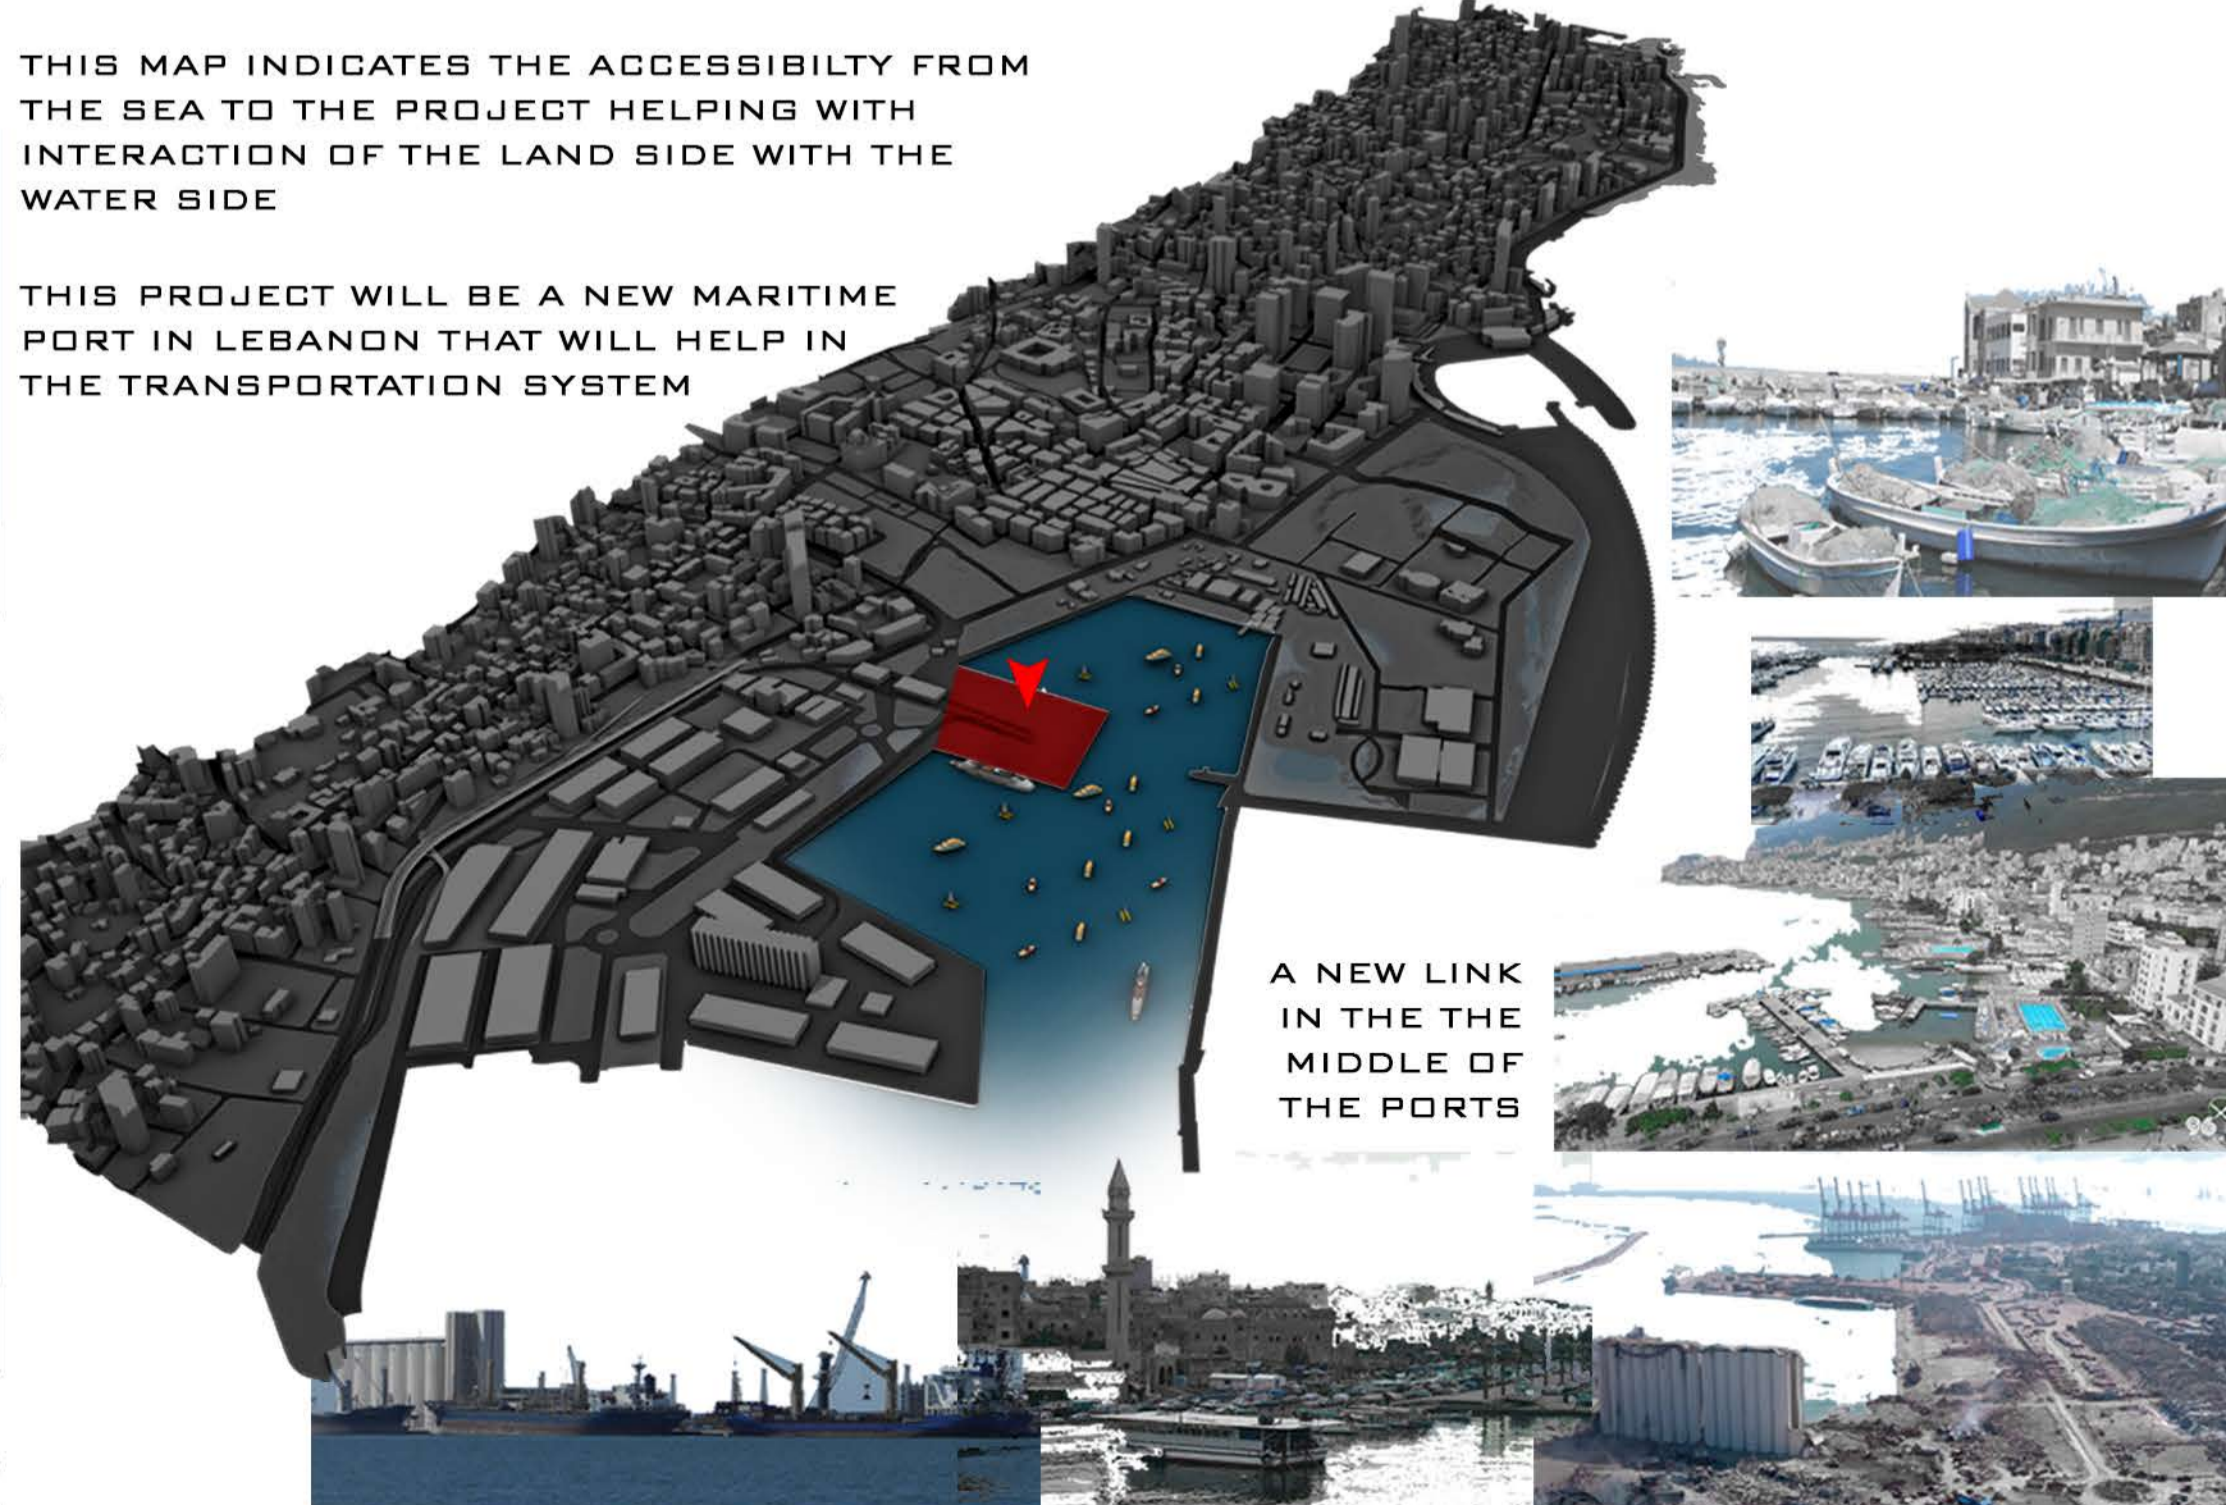 THIS MAP INDICATES THE ACCESSIBILTY FROM
THE SEA TO THE PROJECT HELPING WITH
INTERACTION OF THE LAND SIDE WITH THE
WATER SIDE
THIS PROJECT WILL BE A NEW MARITIME
PORT IN LEBANON THAT WILL HELP IN
THE TRANSPORTATION SYSTEM
A NEW LINK
IN THE THE
MIDDLE OF
THE PORTS